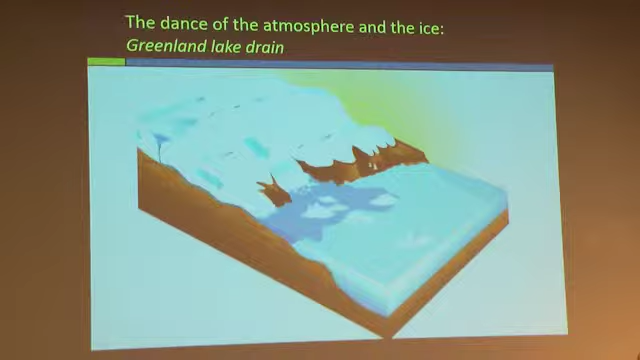 The dance of the atmosphere and the ice:
Greenland lake drain